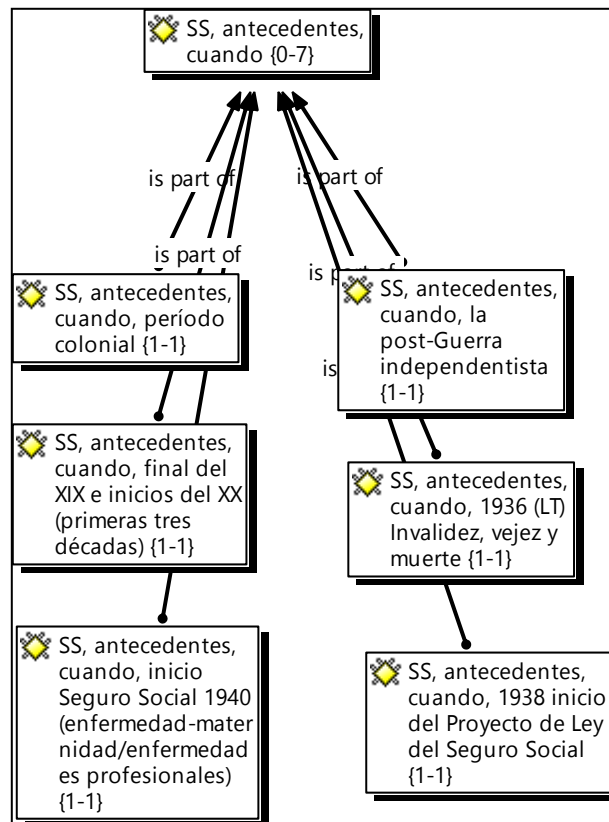 SS, antecedentes,
cuando {0-7}
is part of
is part of
is part of
is part of
is
SS, antecedentes,
cuando, período
colonial {1-1}
SS, antecedentes,
cuando, la
post-Guerra
independentista
{1-1}
SS, antecedentes,
cuando, final del
XIX e inicios del XX
(primeras tres
décadas) {1-1}
SS, antecedentes,
cuando, 1936 (LT)
Invalidez, vejez y
muerte {1-1}
SS, antecedentes,
cuando, inicio
Seguro Social 1940
(enfermedad-mater
nidad/enfermedad
es profesionales)
{1-1}
SS, antecedentes,
cuando, 1938 inicio
del Proyecto de Ley
del Seguro Social
{1-1}